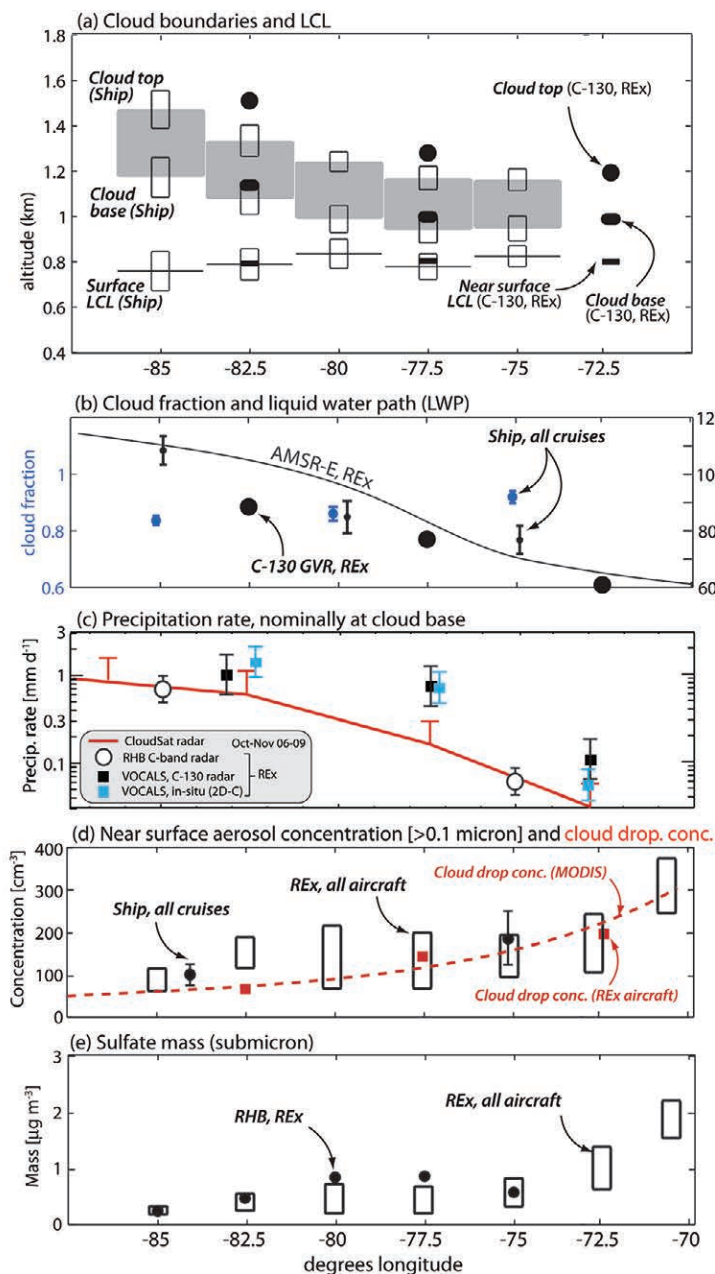 (a) Cloud boundaries and LCL
1.8
1.6
1.4
1.2
1
0.8
0.6
0.4
altitude (km)
Cloud top
(Ship)
Cloud
base (Ship)
Surface
LCL (Ship)
Cloud top (C-130, REx)
Near surface
LCL (C-130, REx)
Cloud base
(C-130, REx)
-85
-82.5
-80
-77.5
-75
-72.5
(b) Cloud fraction and liquid water path (LWP)
cloud fraction
1
0.8
0.6
AMSR-E, REx
Ship, all cruises
C-130 GVR, REx
12
10
80
60
(c) Precipitation rate, nominally at cloud base
Precip. rate [mm d⁻¹]
3
1
0.3
0.1
CloudSat radar Oct-Nov 06-09
RHB C-band radar
VOCALS, C-130 radar
VOCALS, in-situ (2D-C)
REx
(d) Near surface aerosol concentration [>0.1 micron] and cloud drop. conc.
Concentration [cm⁻³]
400
300
200
100
0
Ship, all cruises
REx, all aircraft
Cloud drop conc. (MODIS)
Cloud drop conc. (REx aircraft)
(e) Sulfate mass (submicron)
Mass [µg m⁻³]
3
2
1
0
RHB, REx
REx, all aircraft
-85
-82.5
-80
-77.5
-75
-72.5
-70
degrees longitude